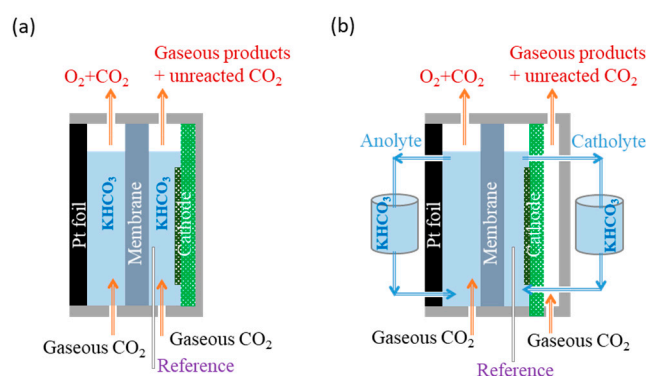 (a)
Gaseous products
+ unreacted CO₂
O₂+CO₂
Pt foil
KHCO₃
Membrane
KHCO₃
Cathode
Gaseous CO₂
Gaseous CO₂
Reference
(b)
Gaseous products
+ unreacted CO₂
O₂+CO₂
Anolyte
Catholyte
KHCO₃
Pt foil
Membrane
Cathode
KHCO₃
Gaseous CO₂
Gaseous CO₂
Reference